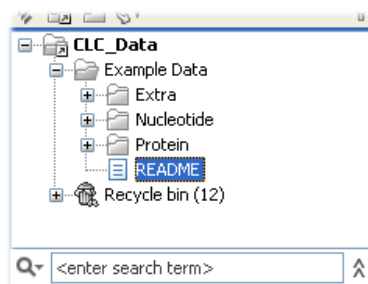 CLC_Data
Example Data
Extra
Nucleotide
Protein
README
Recycle bin (12)
<enter search term>